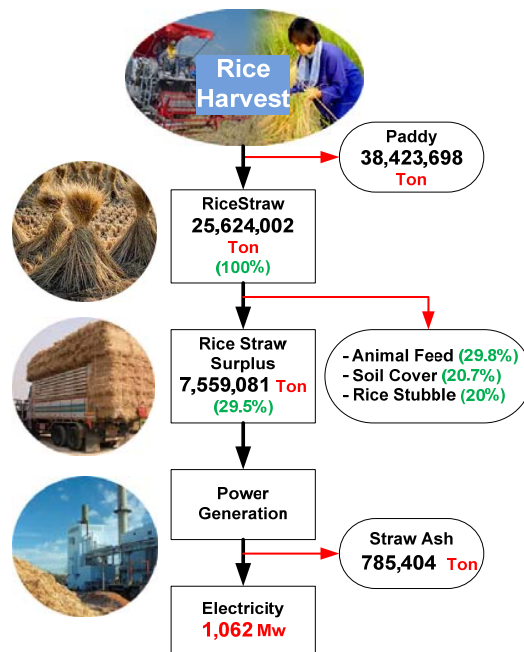 Rice
Harvest
Paddy
38,423,698
Ton
RiceStraw
25,624,002
Ton
(100%)
Rice Straw
Surplus
7,559,081 Ton
(29.5%)
- Animal Feed (29.8%)
- Soil Cover (20.7%)
- Rice Stubble (20%)
Power
Generation
Straw Ash
785,404 Ton
Electricity
1,062 Mw